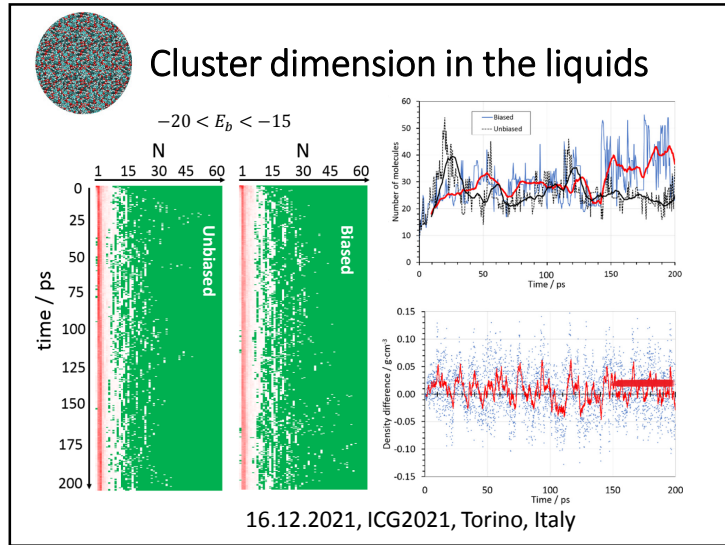 Cluster dimension in the liquids
−20 < E_b < −15
N N
1 15 30 45 60 1 15 30 45 60
0
25
50
75
100
125
150
175
200
time / ps
Unbiased
Biased
60
50
40
30
20
10
0
Number of molecules
Biased
Unbiased
0 50 100 150 200
Time / ps
0.15
0.10
0.05
0.00
-0.05
-0.10
-0.15
Density difference / g·cm⁻³
0 50 100 150 200
Time / ps
16.12.2021, ICG2021, Torino, Italy